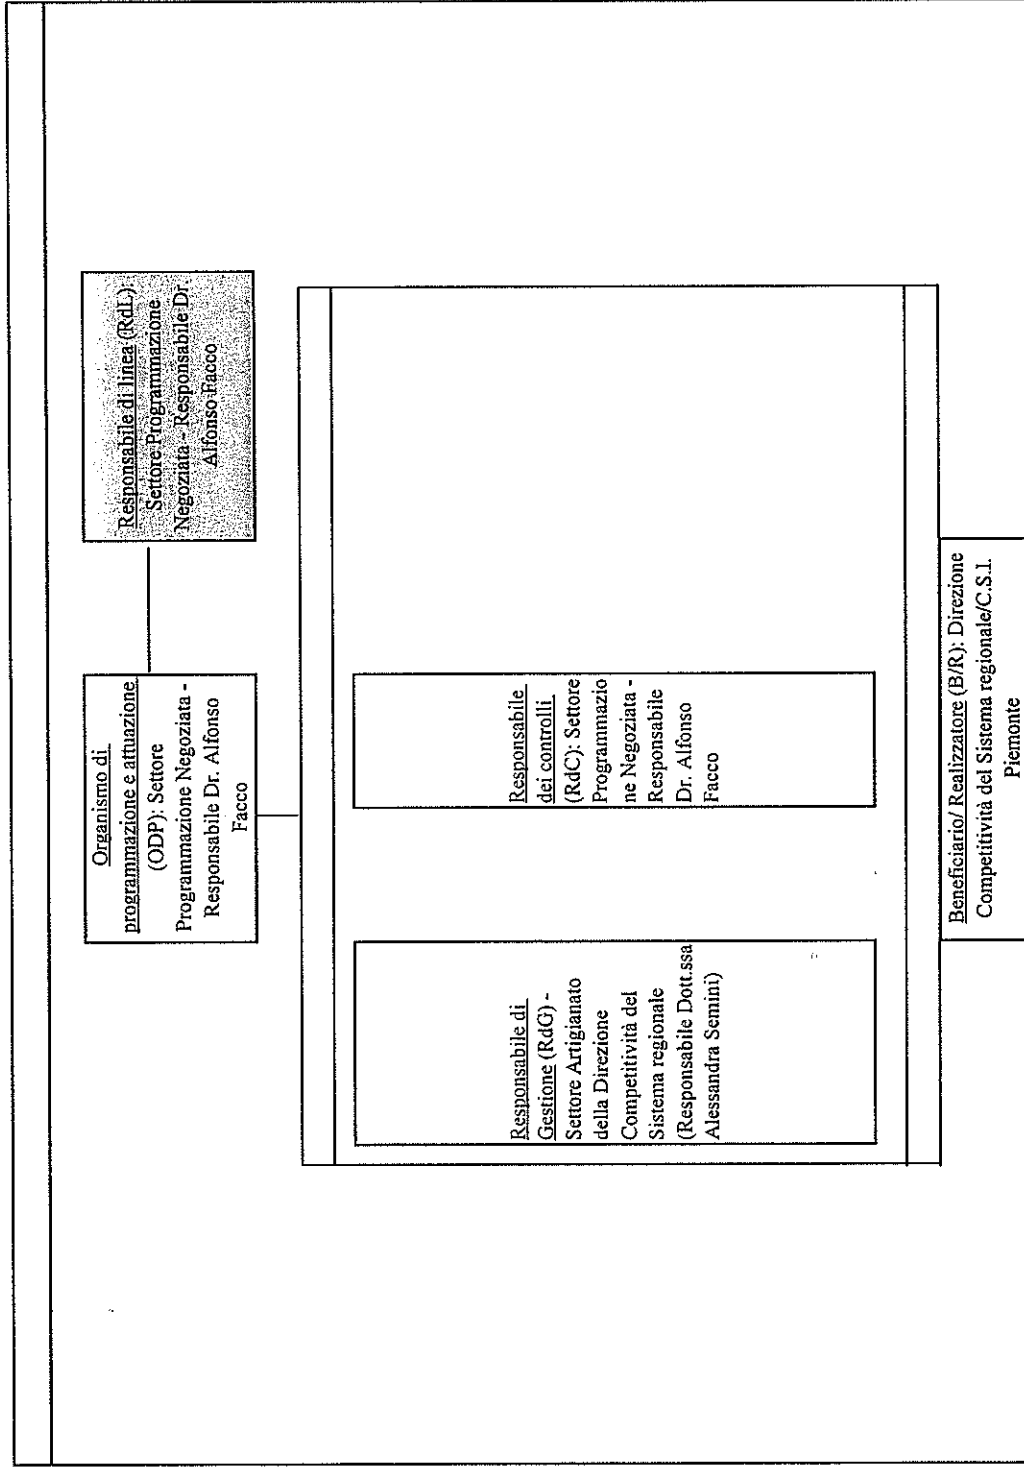 Organismo di
programmazione e attuazione
(ODP): Settore
Programmazione Negoziata -
Responsabile Dr. Alfonso
Facco
Responsabile di linea (RdL):
Settore Programmazione
Negoziata - Responsabile Dr.
Alfonso Facco
Responsabile di
Gestione (RdG) -
Settore Artigianato
della Direzione
Competitività del
Sistema regionale
(Responsabile Dott.ssa
Alessandra Semini)
Responsabile
dei controlli
(RdC): Settore
Programmazio
ne Negoziata -
Responsabile
Dr. Alfonso
Facco
Beneficiario/ Realizzatore (B/R): Direzione
Competitività del Sistema regionale/C.S.I.
Piemonte